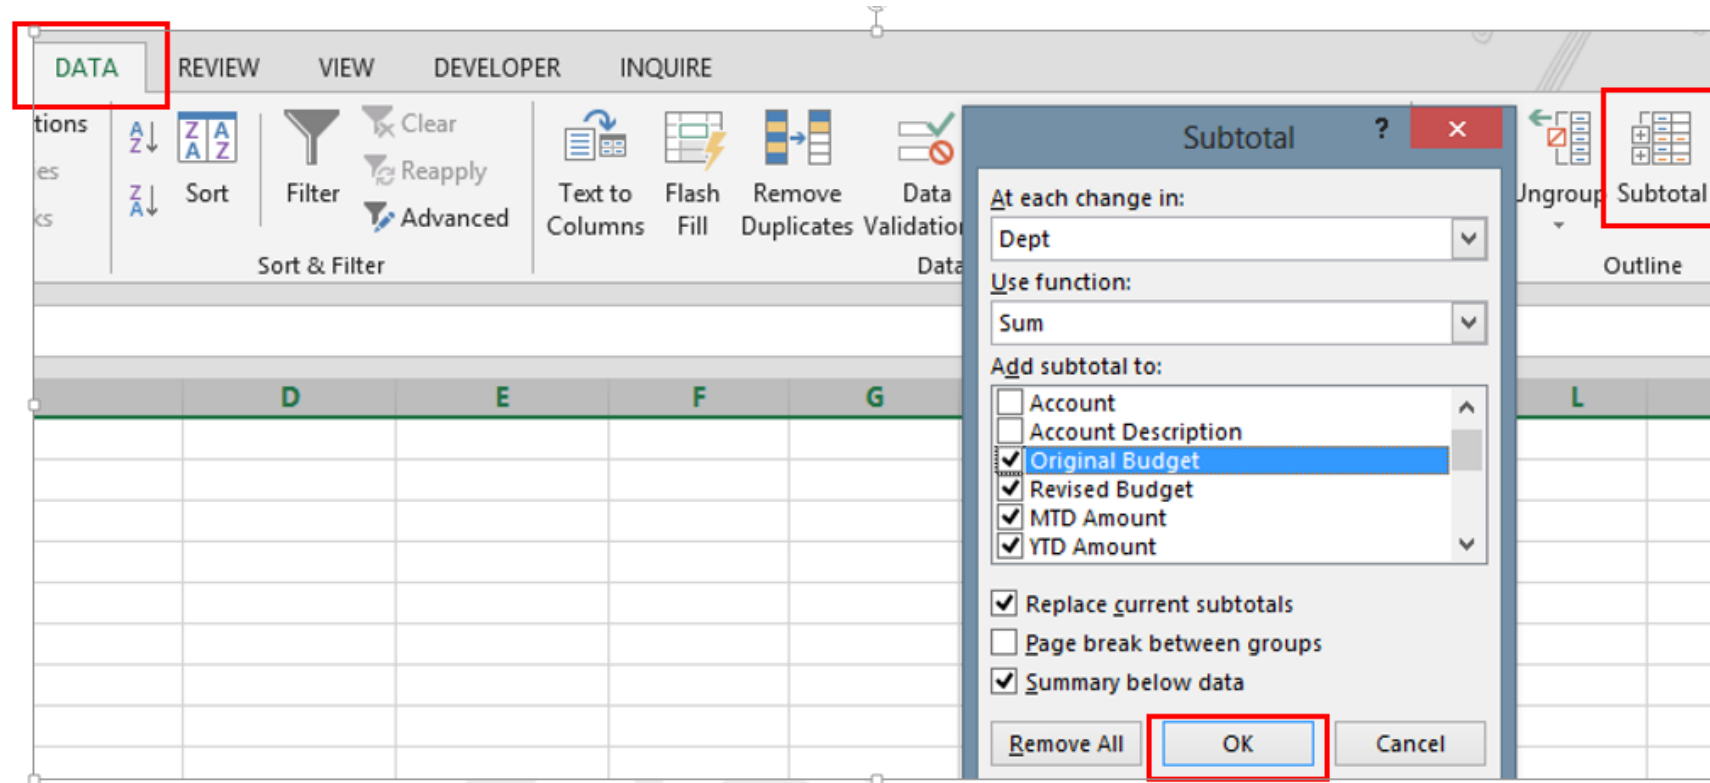 DATA REVIEW VIEW DEVELOPER INQUIRE
tions
es
ks
Sort
Filter
Clear
Reapply
Advanced
Sort & Filter
Text to
Columns
Flash
Fill
Remove
Duplicates
Data
Validation
Data
Subtotal ?
At each change in:
Dept
Use function:
Sum
Add subtotal to:
Account
Account Description
Original Budget
Revised Budget
MTD Amount
YTD Amount
Replace current subtotals
Page break between groups
Summary below data
Remove All OK Cancel
Ungroup
Subtotal
Outline
D E F G L